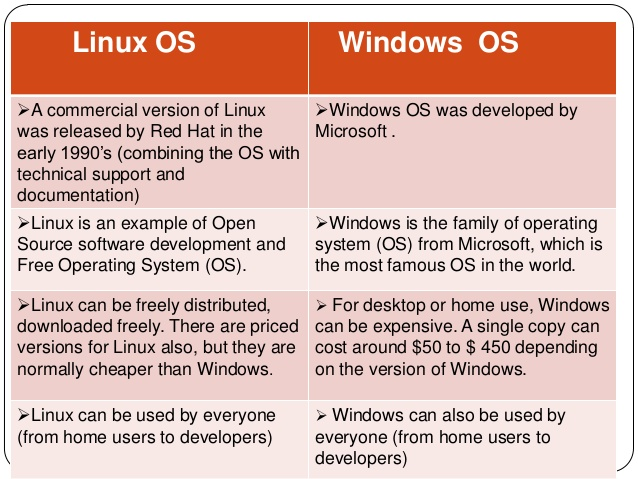 Linux OS
Windows  OS
➢A commercial version of Linux
was released by Red Hat in the
early 1990's (combining the OS with
technical support and
documentation)
➢Windows OS was developed by
Microsoft .
➢Linux is an example of Open
Source software development and
Free Operating System (OS).
➢Windows is the family of operating
system (OS) from Microsoft, which is
the most famous OS in the world.
➢Linux can be freely distributed,
downloaded freely. There are priced
versions for Linux also, but they are
normally cheaper than Windows.
➢ For desktop or home use, Windows
can be expensive. A single copy can
cost around $50 to $ 450 depending
on the version of Windows.
➢Linux can be used by everyone
(from home users to developers)
➢ Windows can also be used by
everyone (from home users to
developers)